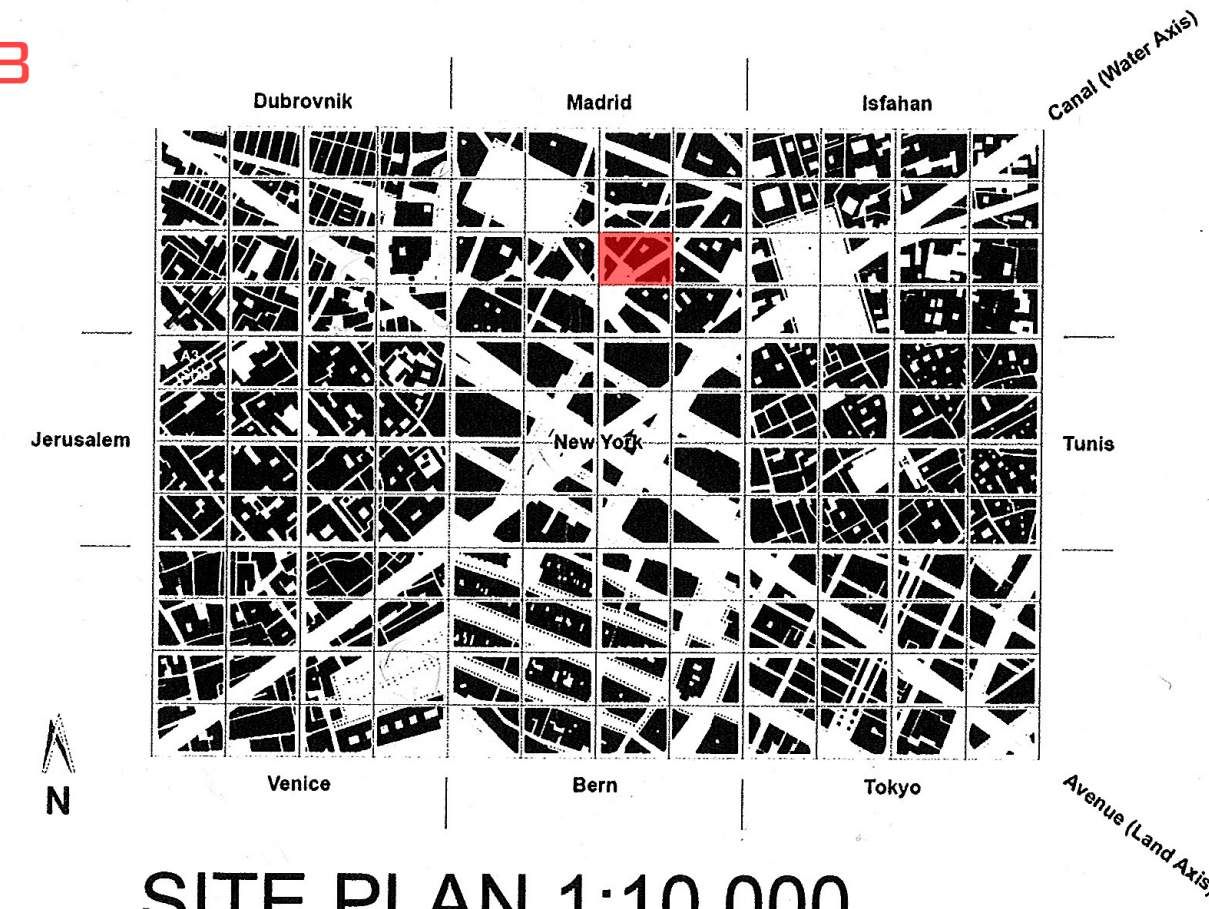 B
Canal (Water Axis)
Dubrovnik
Madrid
Isfahan
A3
Jerusalem
New York
Tunis
Venice
Bern
Tokyo
N
Avenue (Land Axis)
SITE PLAN 1:10 000